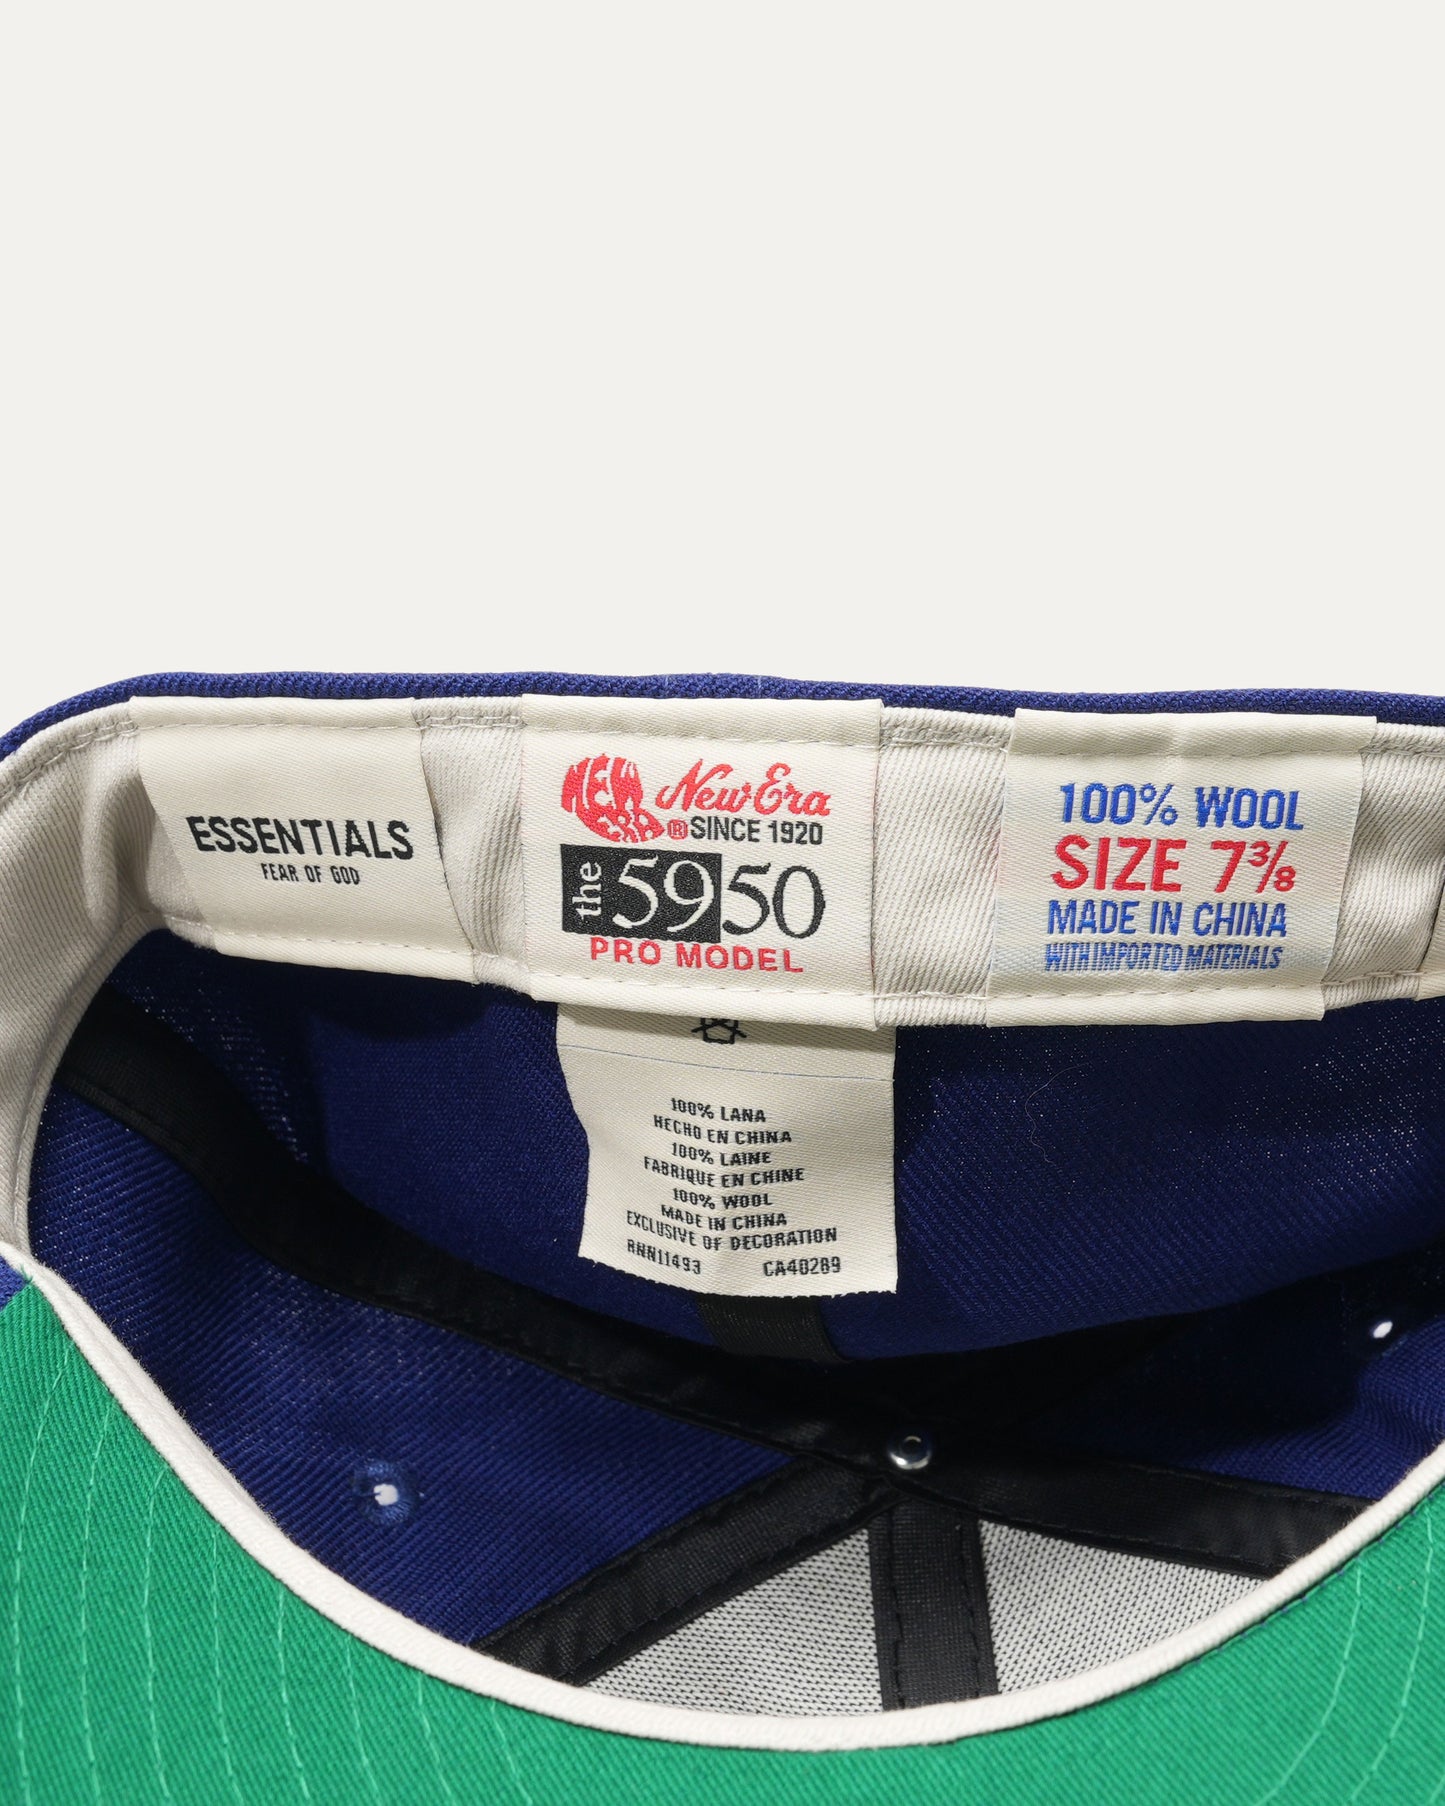 ESSENTIALS
FEAR OF GOD
NEW ERA
New Era
® SINCE 1920
the 5950
PRO MODEL
100% WOOL
SIZE 7⅜
MADE IN CHINA
WITH IMPORTED MATERIALS
100% LANA
HECHO EN CHINA
100% LAINE
FABRIQUE EN CHINE
100% WOOL
MADE IN CHINA
EXCLUSIVE OF DECORATION
RNN11493 CA40289